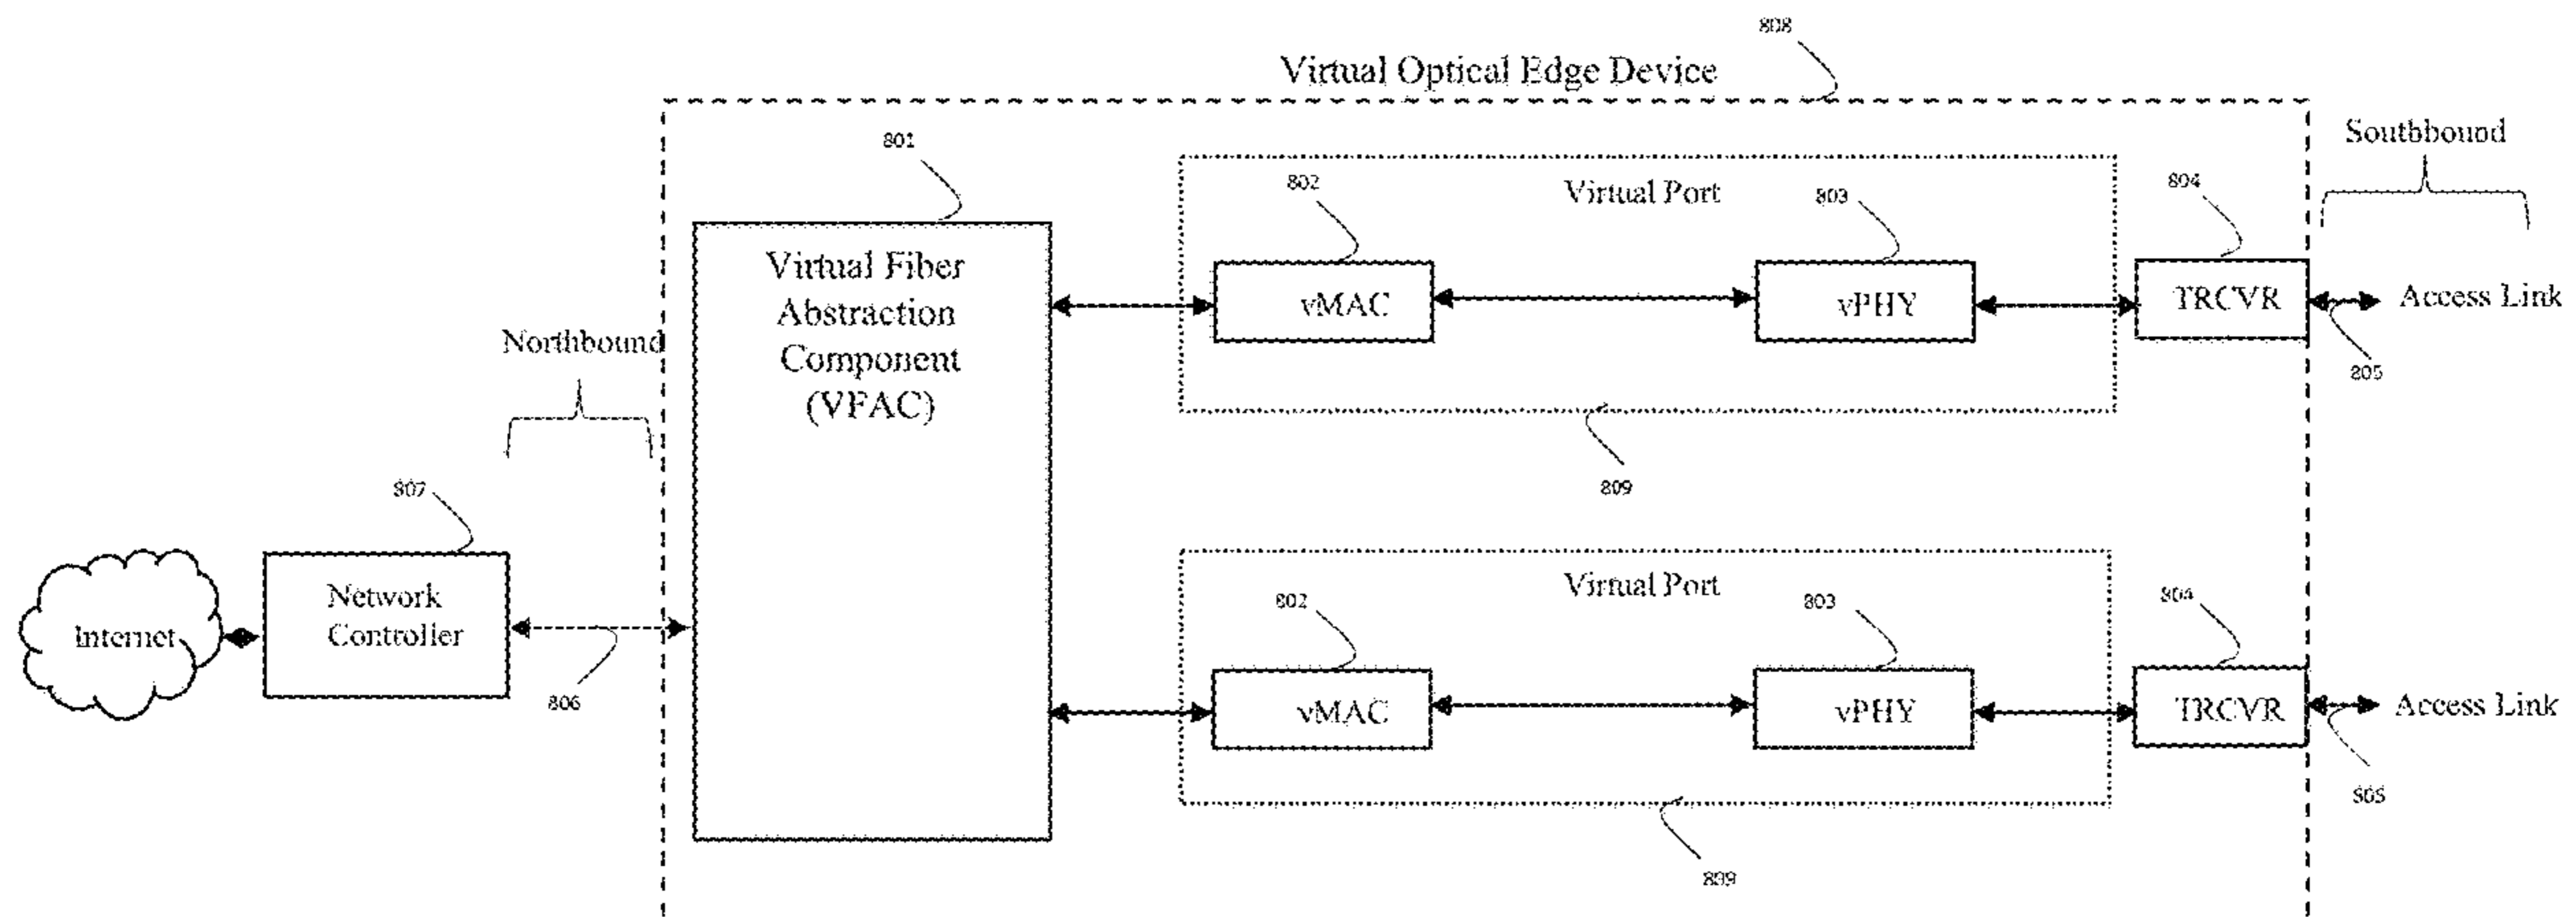 808
Virtual Optical Edge Device
Southbound
801
802
Virtual Port
803
804
Virtual Fiber
Abstraction
Component
(VFAC)
vMAC
vPHY
TRCVR
Access Link
805
Northbound
809
807
Internet
Network
Controller
806
Virtual Port
802
803
804
vMAC
vPHY
TRCVR
Access Link
805
809